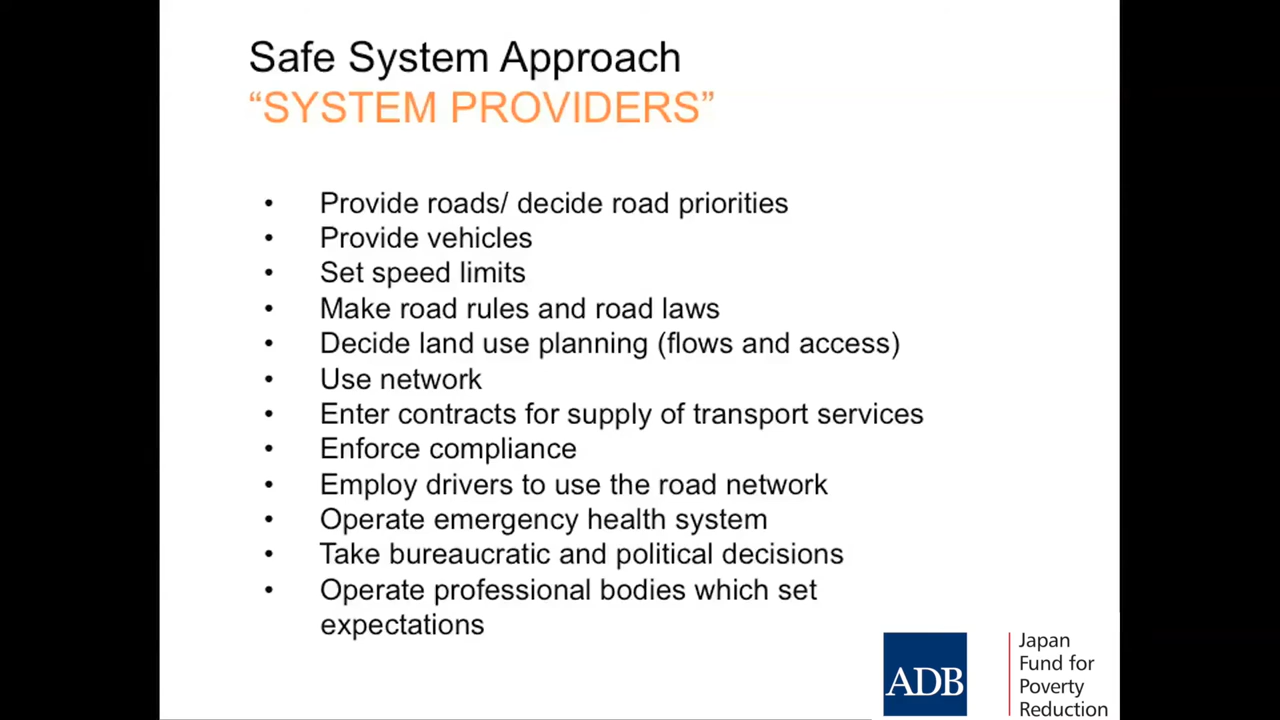 Safe System Approach
“SYSTEM PROVIDERS”
• Provide roads/ decide road priorities
• Provide vehicles
• Set speed limits
• Make road rules and road laws
• Decide land use planning (flows and access)
• Use network
• Enter contracts for supply of transport services
• Enforce compliance
• Employ drivers to use the road network
• Operate emergency health system
• Take bureaucratic and political decisions
• Operate professional bodies which set
expectations
ADB
Japan
Fund for
Poverty
Reduction